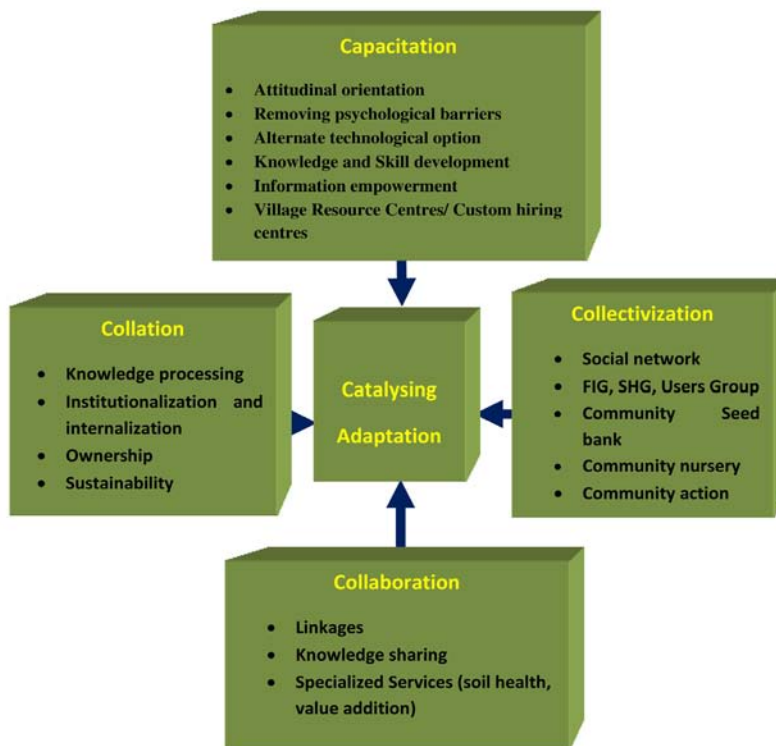 Capacitation
• Attitudinal orientation
• Removing psychological barriers
• Alternate technological option
• Knowledge and Skill development
• Information empowerment
• Village Resource Centres/ Custom hiring
centres
Collation
• Knowledge processing
• Institutionalization and
internalization
• Ownership
• Sustainability
Catalysing
Adaptation
Collectivization
• Social network
• FIG, SHG, Users Group
• Community Seed
bank
• Community nursery
• Community action
Collaboration
• Linkages
• Knowledge sharing
• Specialized Services (soil health,
value addition)